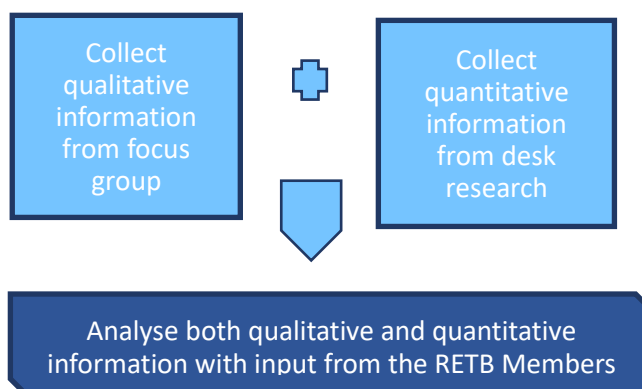 Collect
qualitative
information
from focus
group
Collect
quantitative
information
from desk
research
Analyse both qualitative and quantitative
information with input from the RETB Members